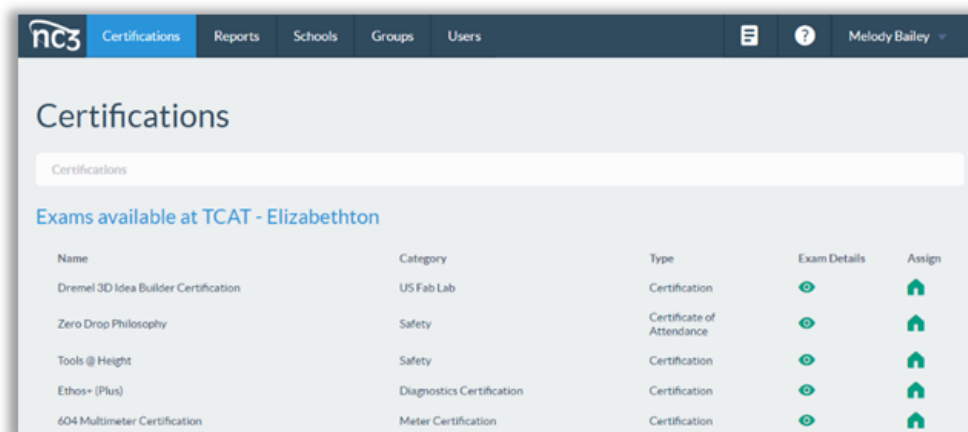 nc3 Certifications Reports Schools Groups Users ? Melody Bailey
Certifications
Certifications
Exams available at TCAT - Elizabethton
Name Category Type Exam Details Assign
Dremel 3D Idea Builder Certification US Fab Lab Certification
Zero Drop Philosophy Safety Certificate of
Attendance
Tools @ Height Safety Certification
Ethos+ (Plus) Diagnostics Certification Certification
604 Multimeter Certification Meter Certification Certification